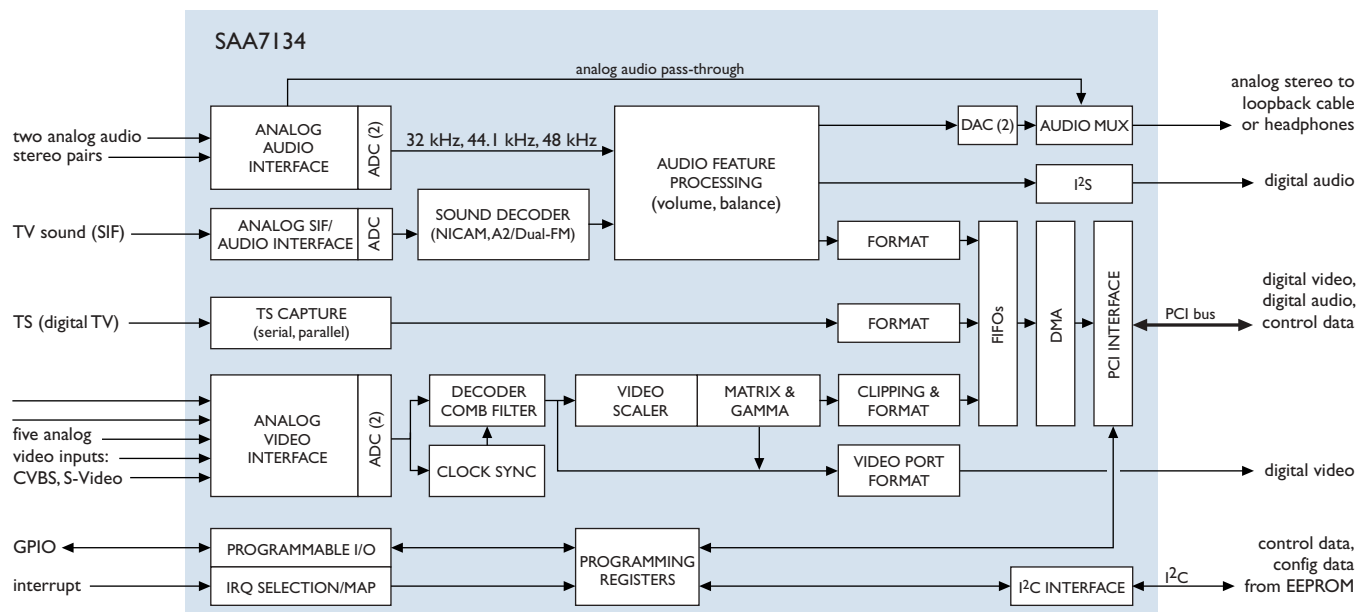 SAA7134
analog audio pass-through
two analog audio
stereo pairs
ANALOG
AUDIO
INTERFACE
ADC (2)
32 kHz, 44.1 kHz, 48 kHz
AUDIO FEATURE
PROCESSING
(volume, balance)
DAC (2)
AUDIO MUX
analog stereo to
loopback cable
or headphones
I²S
digital audio
TV sound (SIF)
ANALOG SIF/
AUDIO INTERFACE
ADC
SOUND DECODER
(NICAM, A2/Dual-FM)
FORMAT
TS (digital TV)
TS CAPTURE
(serial, parallel)
FORMAT
FIFOs
DMA
PCI INTERFACE
PCI bus
digital video,
digital audio,
control data
five analog
video inputs:
CVBS, S-Video
ANALOG
VIDEO
INTERFACE
ADC (2)
DECODER
COMB FILTER
CLOCK SYNC
VIDEO
SCALER
MATRIX &
GAMMA
CLIPPING &
FORMAT
VIDEO PORT
FORMAT
digital video
GPIO
PROGRAMMABLE I/O
interrupt
IRQ SELECTION/MAP
PROGRAMMING
REGISTERS
I²C INTERFACE
I²C
control data,
config data
from EEPROM